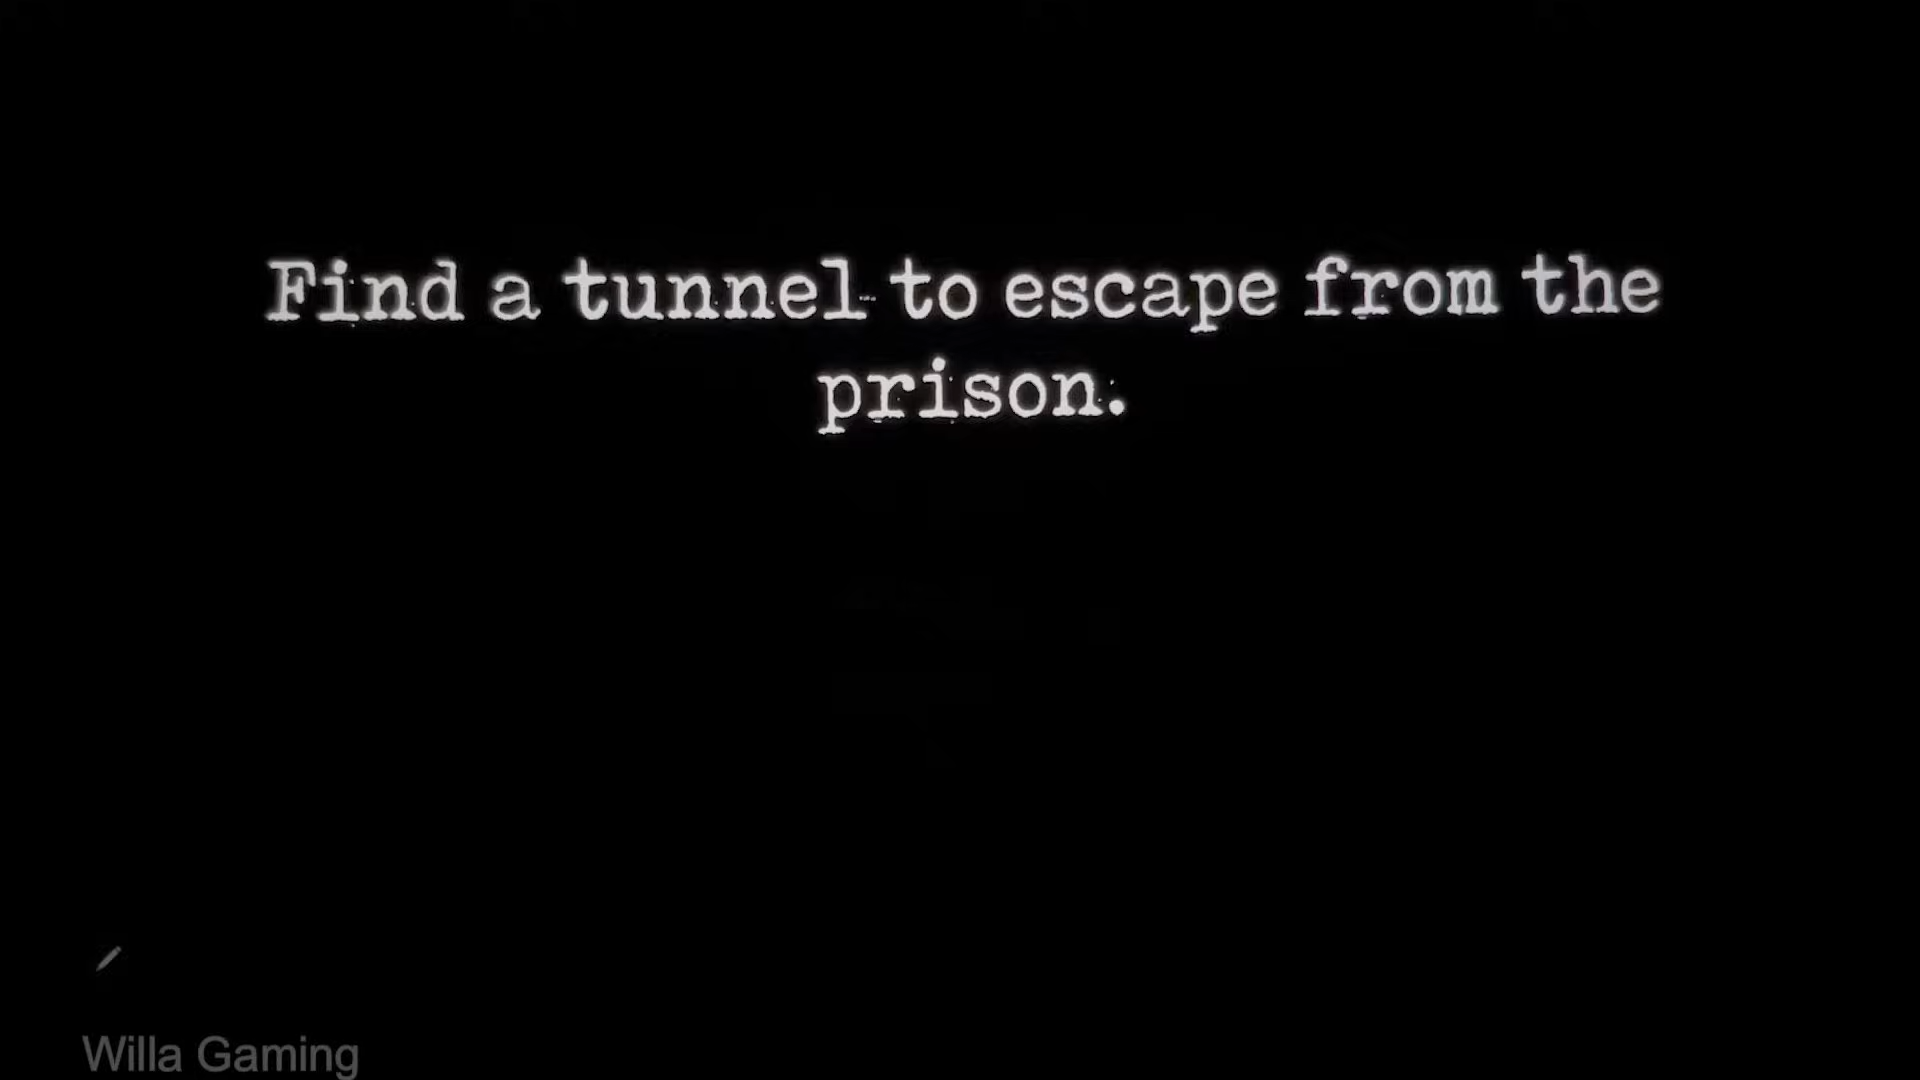 Find a tunnel to escape from the
prison.
Willa Gaming